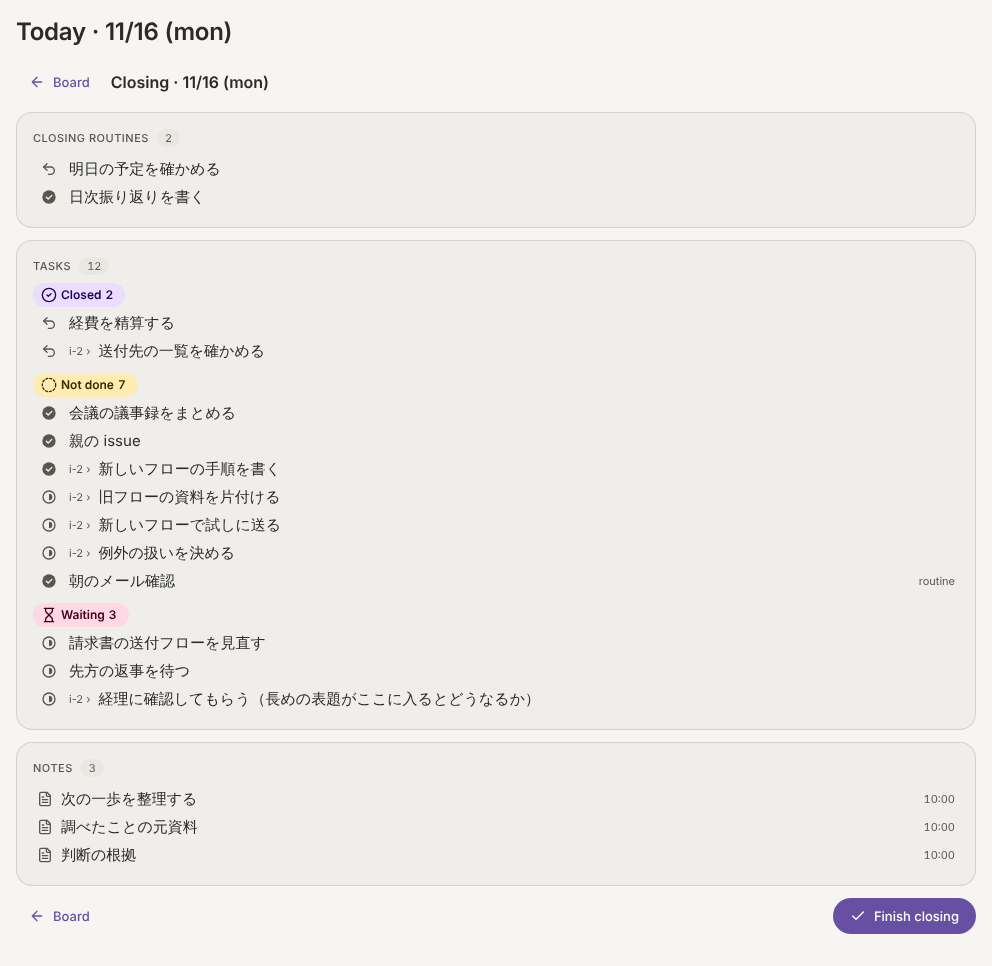 Today · 11/16 (mon)
Board
Closing · 11/16 (mon)
CLOSING ROUTINES 2
明日の予定を確かめる
日次振り返りを書く
TASKS 12
Closed 2
経費を精算する
i-2 › 送付先の一覧を確かめる
Not done 7
会議の議事録をまとめる
親の issue
i-2 › 新しいフローの手順を書く
i-2 › 旧フローの資料を片付ける
i-2 › 新しいフローで試しに送る
i-2 › 例外の扱いを決める
朝のメール確認 routine
Waiting 3
請求書の送付フローを見直す
先方の返事を待つ
i-2 › 経理に確認してもらう（長めの表題がここに入るとどうなるか）
NOTES 3
次の一歩を整理する 10:00
調べたことの元資料 10:00
判断の根拠 10:00
Board
Finish closing